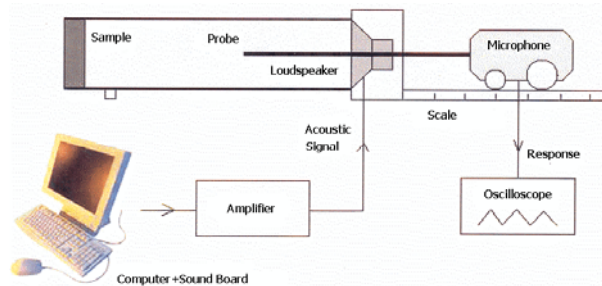 Sample
Probe
Microphone
Loudspeaker
Scale
Acoustic
Signal
Response
Amplifier
Oscilloscope
Computer+Sound Board